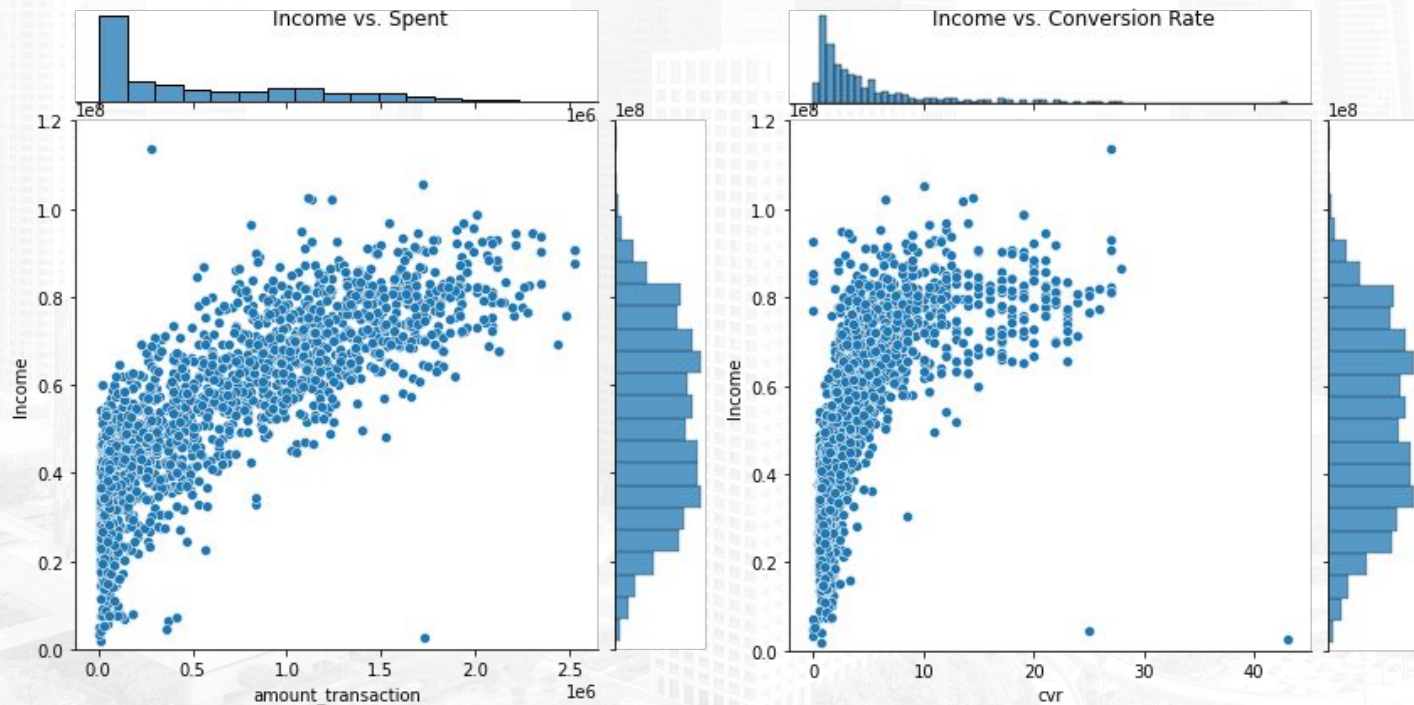 Income vs. Spent
1e8
1e6
1e8
1.2
1.0
0.8
0.6
0.4
0.2
0.0
Income
0.0 0.5 1.0 1.5 2.0 2.5
1e6
amount_transaction
Income vs. Conversion Rate
1e8
1e8
1.2
1.0
0.8
0.6
0.4
0.2
0.0
Income
0 10 20 30 40
cvr